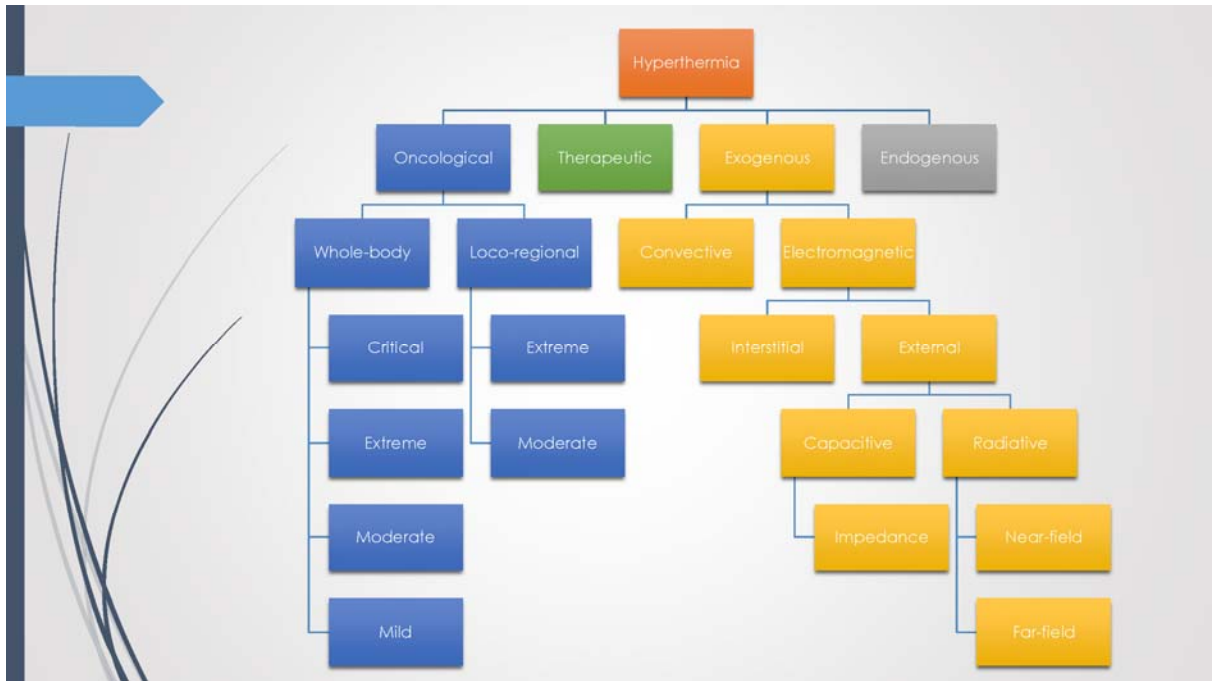 Hyperthermia
Oncological
Therapeutic
Exogenous
Endogenous
Whole-body
Loco-regional
Convective
Electromagnetic
Critical
Extreme
Interstitial
External
Extreme
Moderate
Capacitive
Radiative
Moderate
Impedance
Near-field
Mild
Far-field